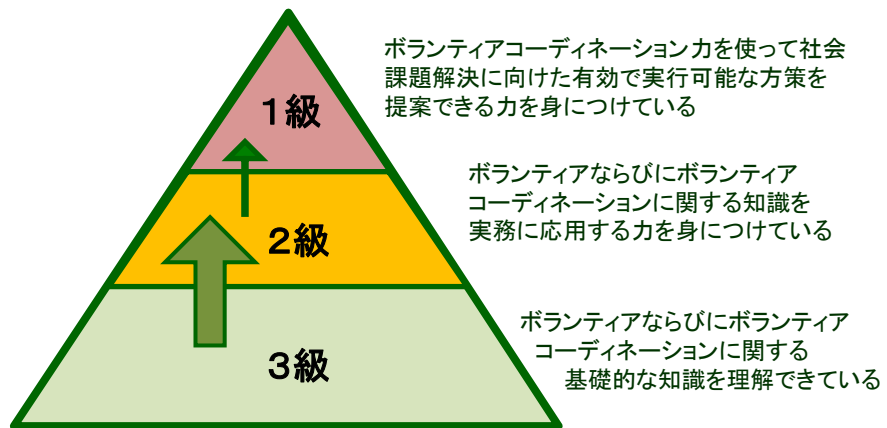 ボランティアコーディネーション力を使って社会
課題解決に向けた有効で実行可能な方策を
提案できる力を身につけている
１級
ボランティアならびにボランティア
コーディネーションに関する知識を
実務に応用する力を身につけている
２級
ボランティアならびにボランティア
コーディネーションに関する
基礎的な知識を理解できている
３級